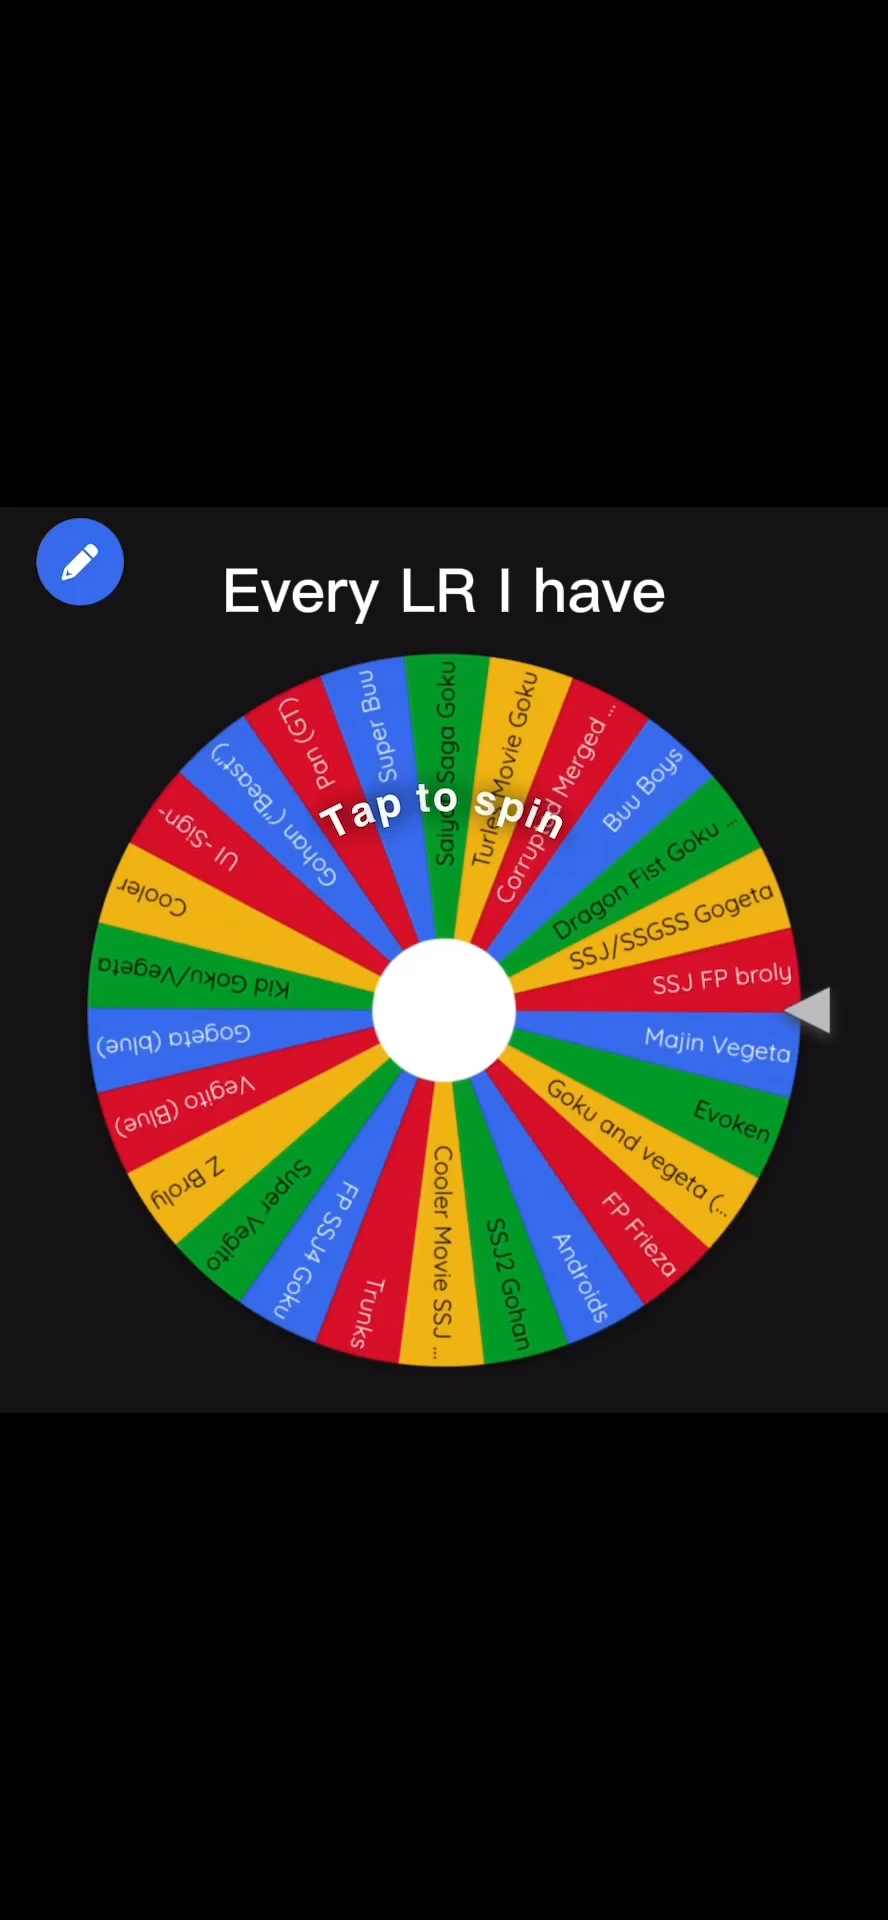 Every LR I have
Tap to spin
SSJ FP broly
Majin Vegeta
Evoken
Goku and vegeta (...
FP Frieza
Androids
SSJ2 Gohan
Cooler Movie SSJ ...
Trunks
FP SSJ4 Goku
Super Vegito
Z Broly
Vegito (Blue)
Gogeta (blue)
Kid Goku/Vegeta
Cooler
UI -Sign-
Gohan ("Beast")
Pan (GT)
Super Buu
Saiyan Saga Goku
Turles Movie Goku
Corrupted Merged ...
Buu Boys
Dragon Fist Goku ...
SSJ/SSGSS Gogeta